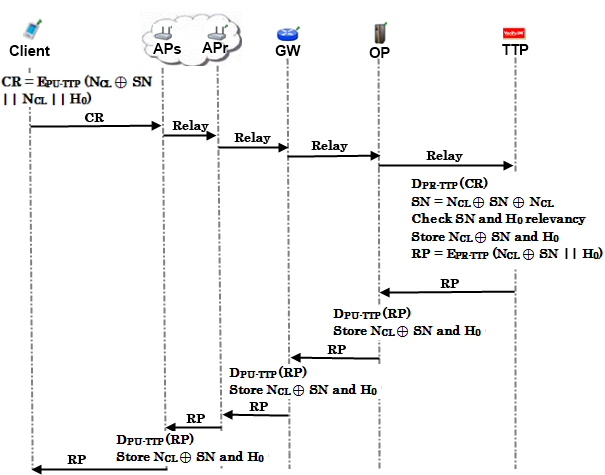 Client
APs
APr
GW
OP
TTP
CR = EPU-TTP (NCL ⊕ SN
|| NCL || H0)
CR
Relay
Relay
Relay
Relay
DPR-TTP (CR)
SN = NCL ⊕ SN ⊕ NCL
Check SN and H0 relevancy
Store NCL ⊕ SN and H0
RP = EPR-TTP (NCL ⊕ SN || H0)
RP
DPU-TTP (RP)
Store NCL ⊕ SN and H0
RP
DPU-TTP (RP)
Store NCL ⊕ SN and H0
RP
RP
DPU-TTP (RP)
Store NCL ⊕ SN and H0
RP